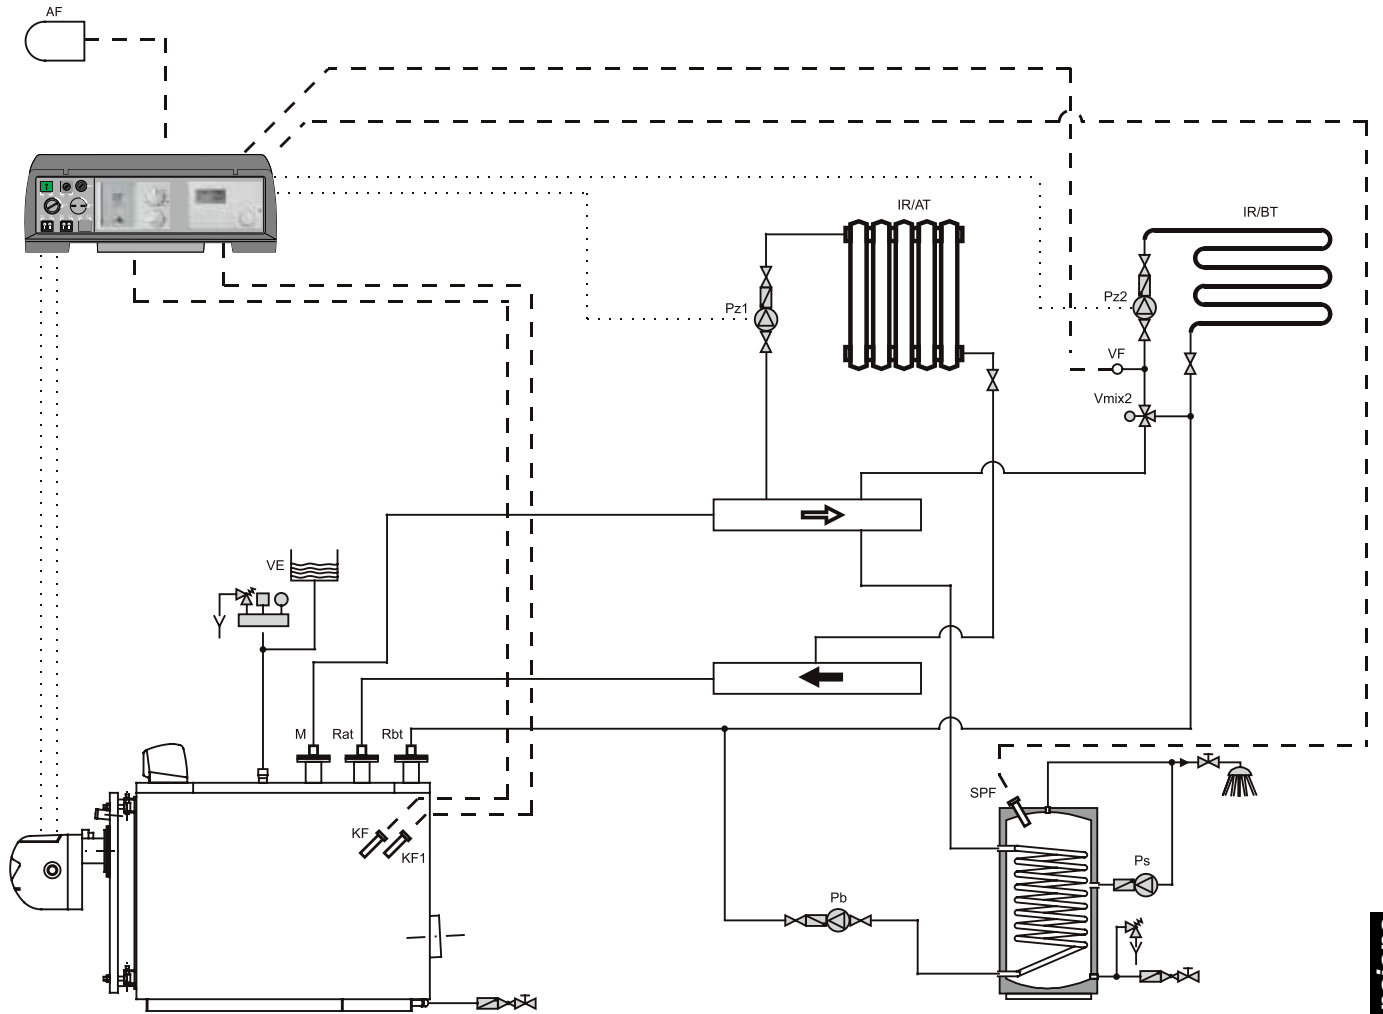 AF
IR/AT
IR/BT
Pz1
Pz2
VF
Vmix2
VE
M
Rat
Rbt
SPF
KF
KF1
Ps
Pb